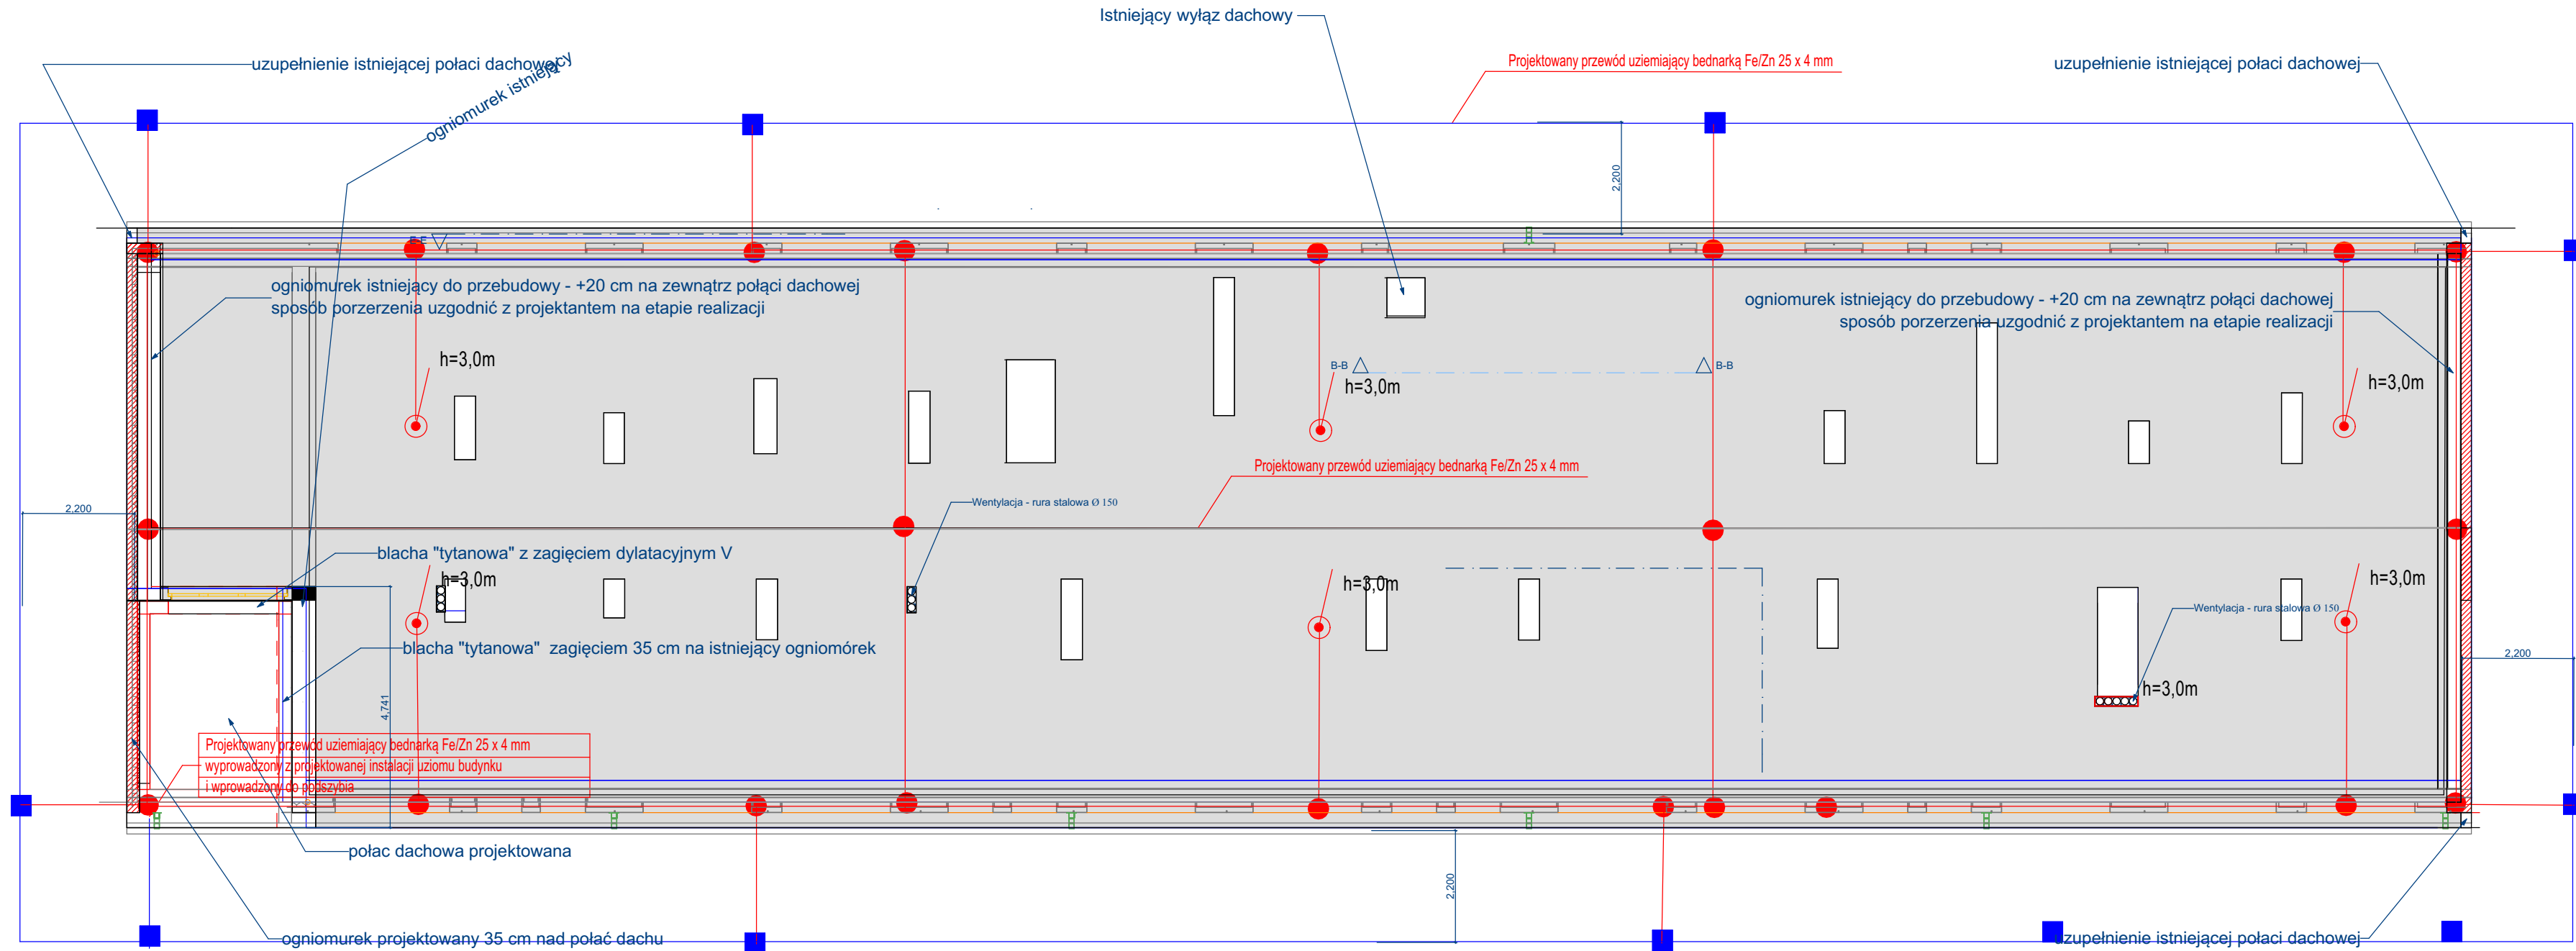 Istniejący wyłąz dachowy
uzupełnienie istniejącej połaci dachowej
ogniomurek istniejący
Projektowany przewód uziemiający bednarką Fe/Zn 25 x 4 mm
uzupełnienie istniejącej połaci dachowej
2,200
E-E
ogniomurek istniejący do przebudowy - +20 cm na zewnątrz połąci dachowej
sposób porzerzenia uzgodnić z projektantem na etapie realizacji
ogniomurek istniejący do przebudowy - +20 cm na zewnątrz połąci dachowej
sposób porzerzenia uzgodnić z projektantem na etapie realizacji
h=3,0m
B-B
B-B
h=3,0m
h=3,0m
Projektowany przewód uziemiający bednarką Fe/Zn 25 x 4 mm
Wentylacja - rura stalowa Ø 150
2,200
blacha "tytanowa" z zagięciem dylatacyjnym V
h=3,0m
h=3,0m
h=3,0m
Wentylacja - rura stalowa Ø 150
blacha "tytanowa"  zagięciem 35 cm na istniejący ogniomórek
2,200
4,741
h=3,0m
Projektowany przewód uziemiający bednarką Fe/Zn 25 x 4 mm
wyprowadzony z projektowanej instalacji uziomu budynku
i wprowadzony do podszybia
połac dachowa projektowana
2,200
ogniomurek projektowany 35 cm nad połać dachu
uzupełnienie istniejącej połaci dachowej